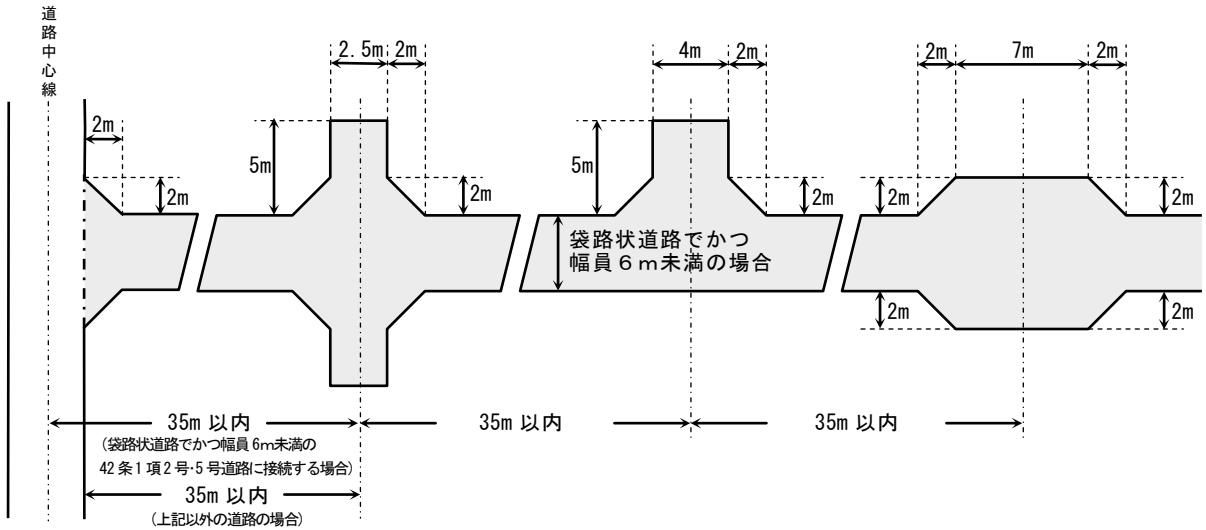 道路中心線
2.5m
2m
4m
2m
2m
7m
2m
2m
2m
5m
2m
5m
2m
2m
2m
袋路状道路でかつ
幅員6m未満の場合
2m
2m
35m 以内
35m 以内
35m 以内
(袋路状道路でかつ幅員6m未満の
42条1項2号・5号道路に接続する場合)
35m 以内
(上記以外の道路の場合)